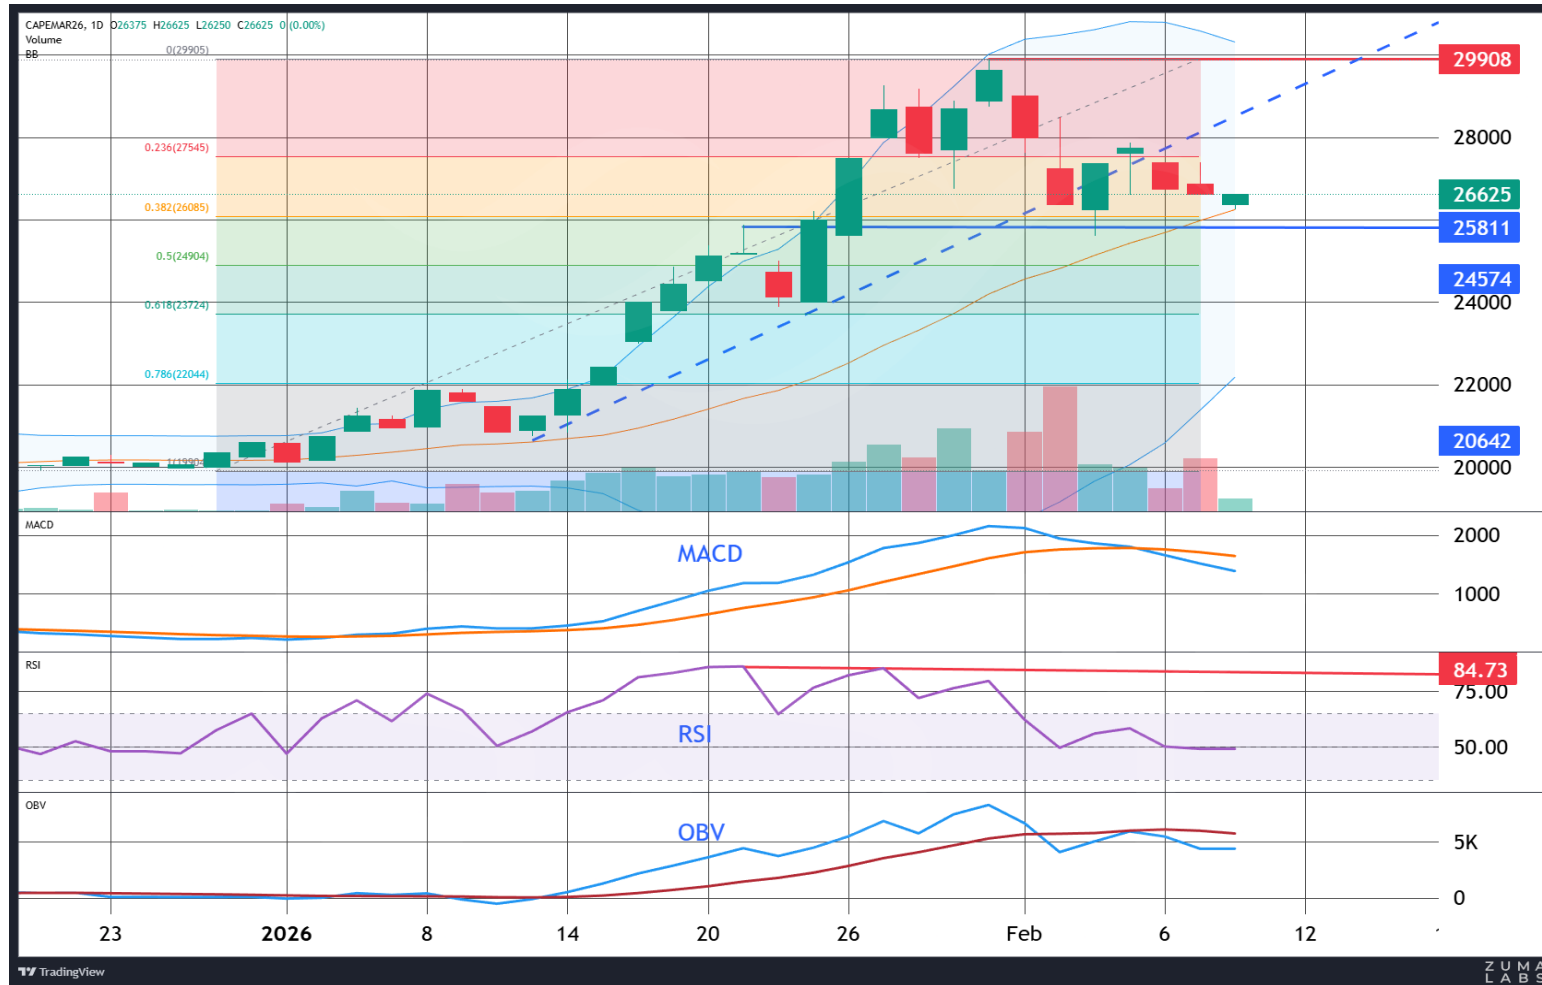 CAPEMAR26, 1D O26375 H26625 L26250 C26625 0 (0.00%)
Volume
BB
0(29905)
0.236(27545)
0.382(26085)
0.5(24904)
0.618(23724)
0.786(22044)
29908
28000
26625
25811
24574
24000
22000
20642
20000
MACD
MACD
2000
1000
RSI
RSI
84.73
75.00
50.00
OBV
OBV
5K
0
23
2026
8
14
20
26
Feb
6
12
TradingView
ZUMA
LABS